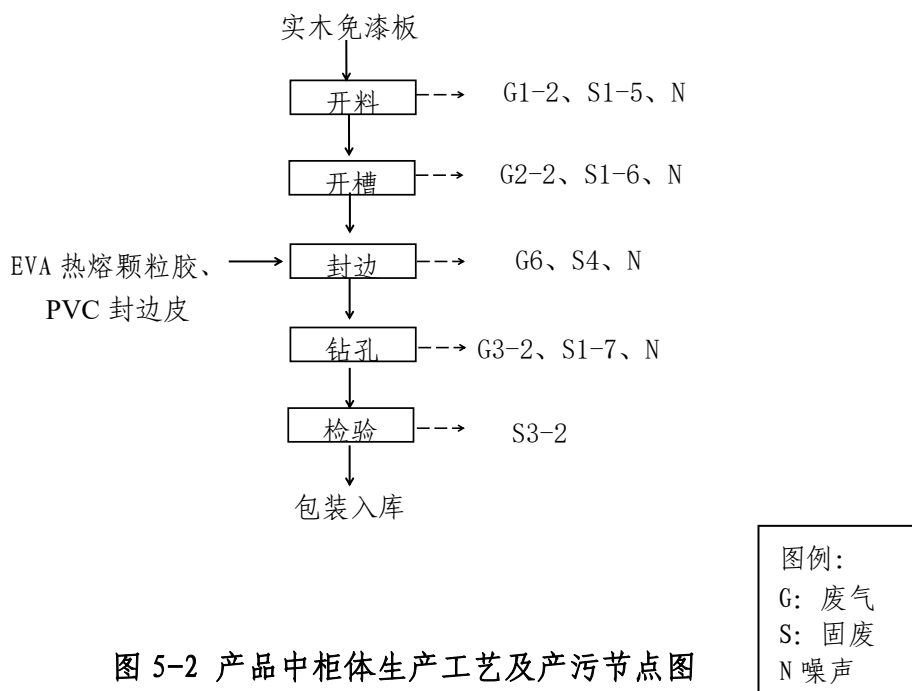 实木免漆板
开料
G1-2、S1-5、N
开槽
G2-2、S1-6、N
EVA 热熔颗粒胶、
PVC 封边皮
封边
G6、S4、N
钻孔
G3-2、S1-7、N
检验
S3-2
包装入库
图例:
G: 废气
S: 固废
N 噪声
图 5-2 产品中柜体生产工艺及产污节点图